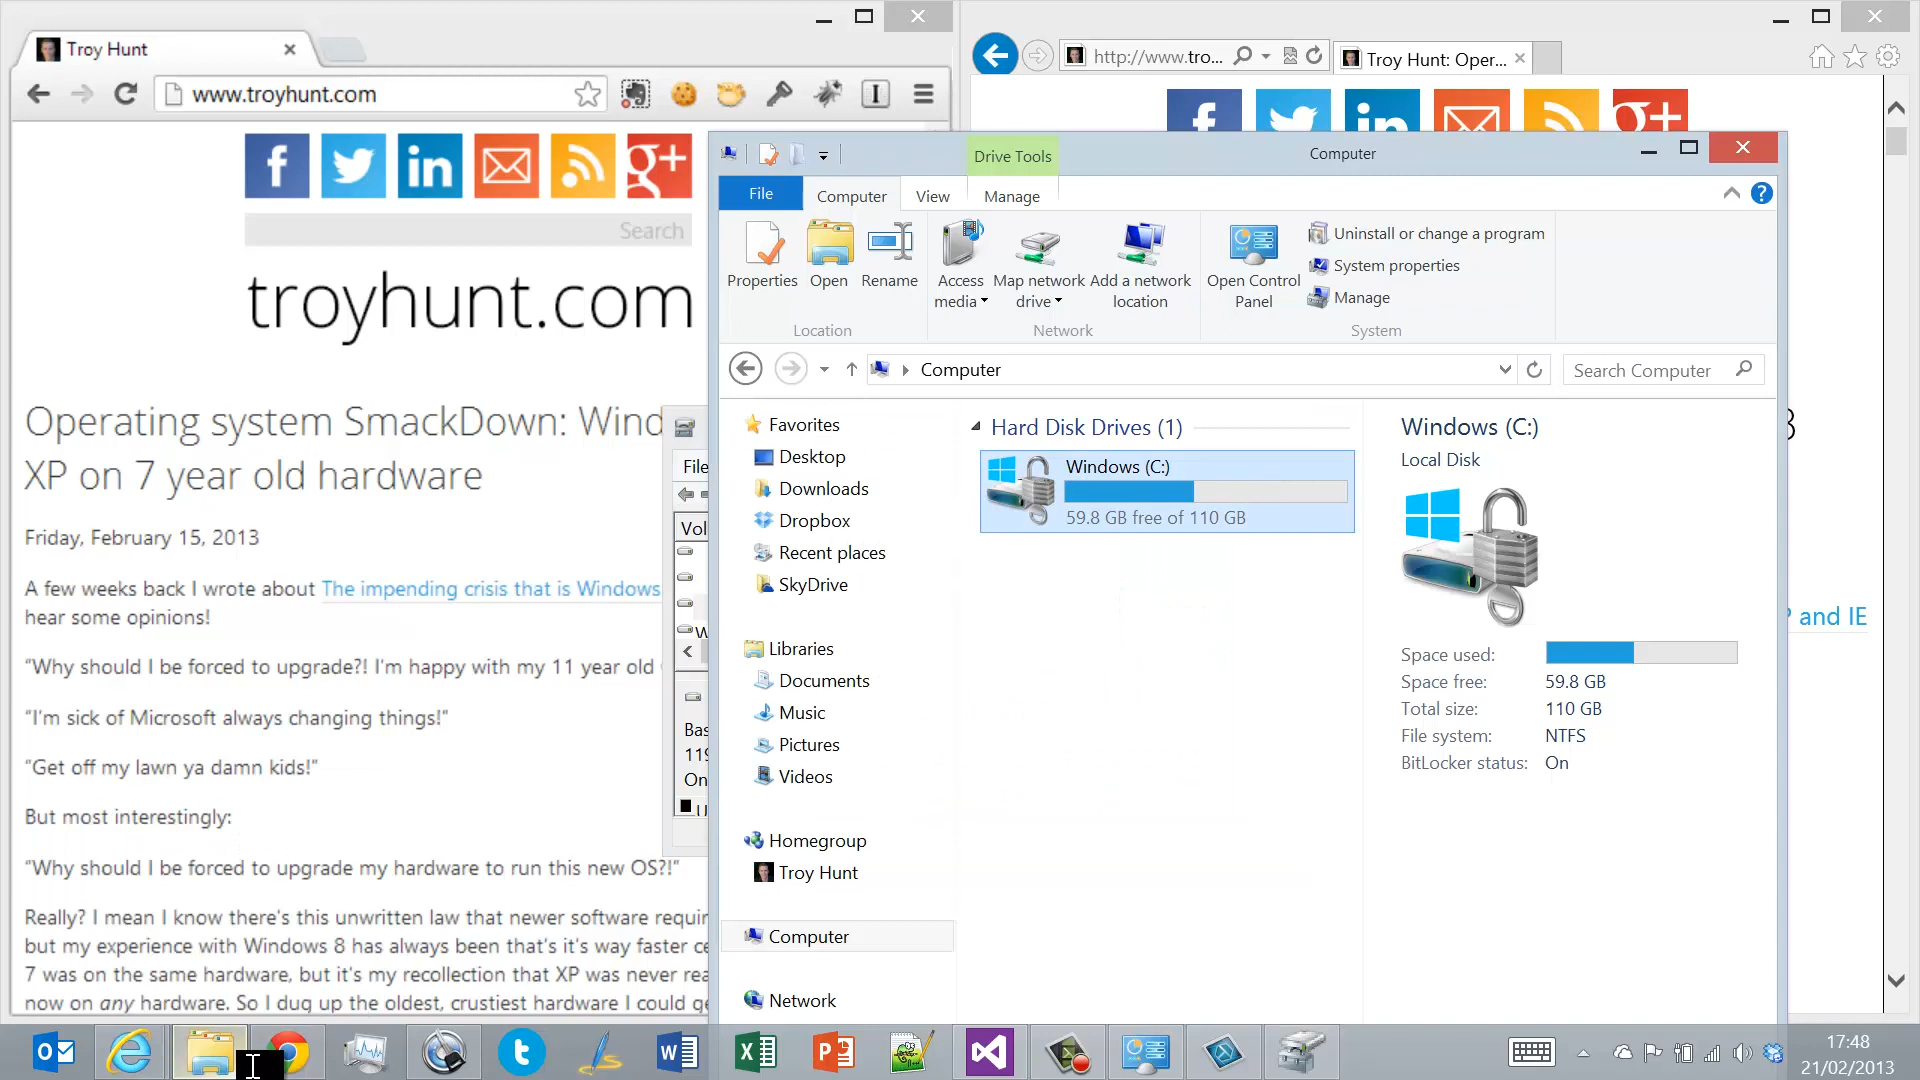 Troy Hunt
www.troyhunt.com
f
in
g+
Search
troyhunt.com
Operating system SmackDown: Wind
XP on 7 year old hardware
Friday, February 15, 2013
A few weeks back I wrote about The impending crisis that is Windows
hear some opinions!
“Why should I be forced to upgrade?! I'm happy with my 11 year old
“I'm sick of Microsoft always changing things!”
“Get off my lawn ya damn kids!”
But most interestingly:
“Why should I be forced to upgrade my hardware to run this new OS?!”
Really? I mean I know there's this unwritten law that newer software requir
but my experience with Windows 8 has always been that's it's way faster ce
7 was on the same hardware, but it's my recollection that XP was never rea
now on any hardware. So I dug up the oldest, crustiest hardware I could ge
http://www.tro...
Troy Hunt: Oper...
f
in
g+
P and IE
File
Vol
W
Bas
119
On
U
Drive Tools
Computer
File
Computer
View
Manage
Properties
Open
Rename
Access media
Map network drive
Add a network location
Open Control Panel
Uninstall or change a program
System properties
Manage
Location
Network
System
Computer
Search Computer
Favorites
Desktop
Downloads
Dropbox
Recent places
SkyDrive
Libraries
Documents
Music
Pictures
Videos
Homegroup
Troy Hunt
Computer
Network
Hard Disk Drives (1)
Windows (C:)
59.8 GB free of 110 GB
Windows (C:)
Local Disk
Space used:
Space free: 59.8 GB
Total size: 110 GB
File system: NTFS
BitLocker status: On
17:48
21/02/2013